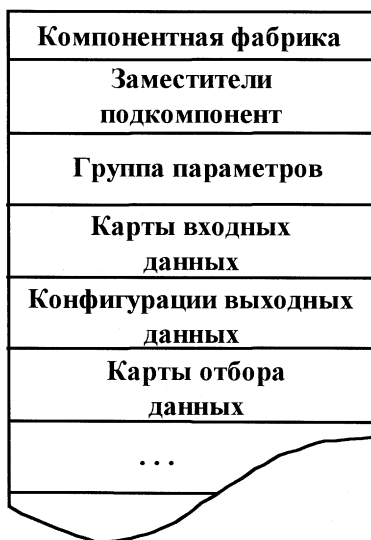 Компонентная фабрика
Заместители
подкомпонент
Группа параметров
Карты входных
данных
Конфигурации выходных
данных
Карты отбора
данных
...